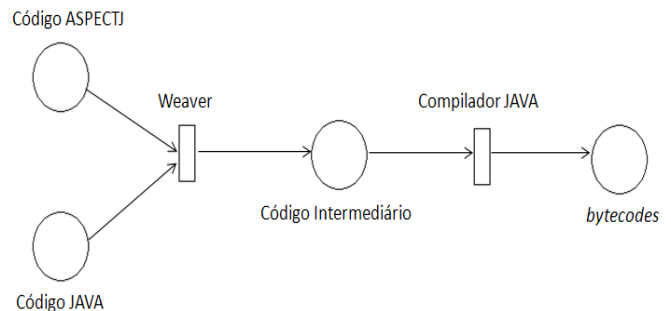 Código ASPECTJ
Weaver
Compilador JAVA
Código Intermediário
bytecodes
Código JAVA